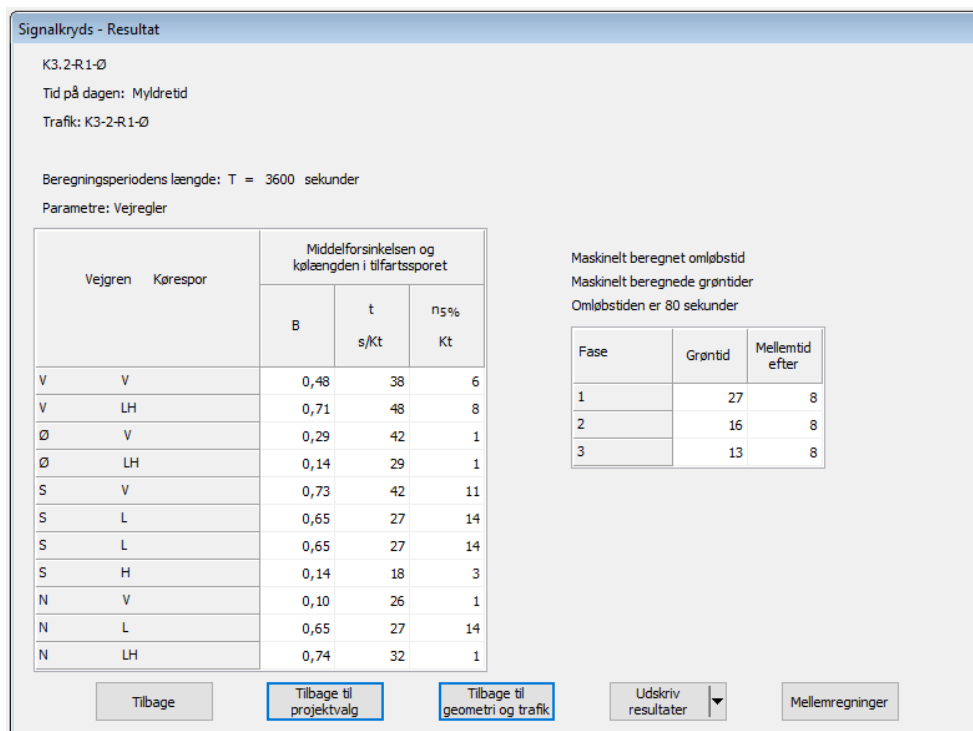 Signalkryds - Resultat
K3.2-R1-Ø
Tid på dagen: Myldretid
Trafik: K3-2-R1-Ø
Beregningsperiodens længde: T = 3600 sekunder
Parametre: Vejregler
Vejgren Kørespor
Middelforsinkelsen og
kølængden i tilfartssporet
B
t
s/Kt
n5%
Kt
V V 0,48 38 6
V LH 0,71 48 8
Ø V 0,29 42 1
Ø LH 0,14 29 1
S V 0,73 42 11
S L 0,65 27 14
S L 0,65 27 14
S H 0,14 18 3
N V 0,10 26 1
N L 0,65 27 14
N LH 0,74 32 1
Maskinelt beregnet omløbstid
Maskinelt beregnede grøntider
Omløbstiden er 80 sekunder
Fase Grøntid Mellemtid
efter
1 27 8
2 16 8
3 13 8
Tilbage
Tilbage til
projektvalg
Tilbage til
geometri og trafik
Udskriv
resultater
Mellemregninger